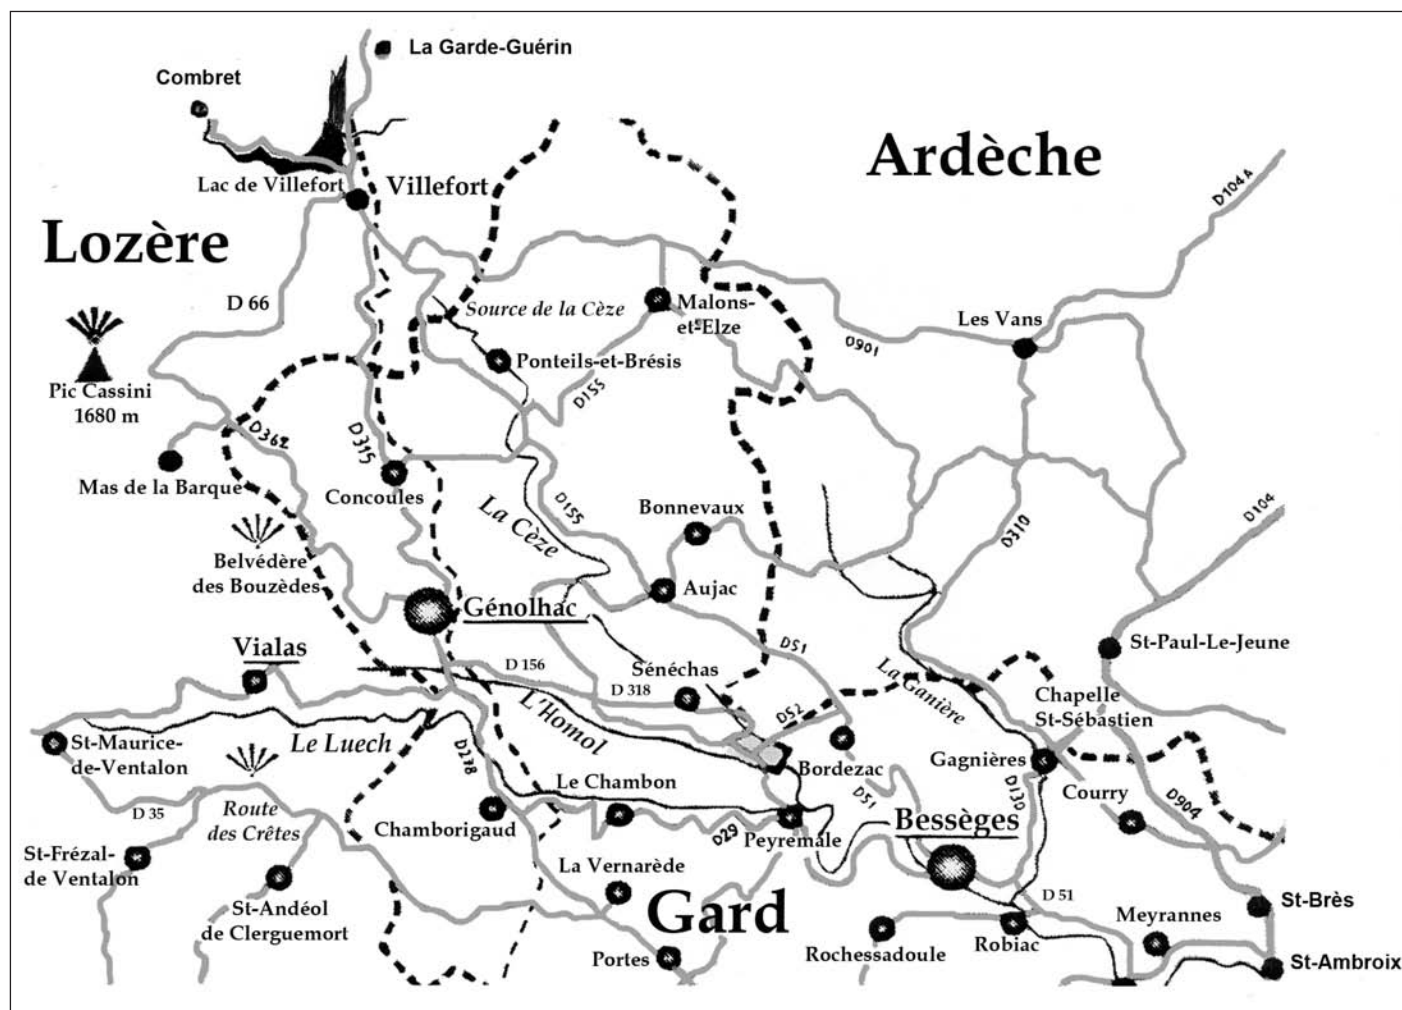 La Garde-Guérin
Combret
Ardèche
D104A
Lac de Villefort
Villefort
Lozère
D 66
Source de la Cèze
Malons-
et-Elze
Les Vans
D901
Pic Cassini
1680 m
Ponteils-et-Brésis
D155
D362
D315
Mas de la Barque
Concoules
La Cèze
D155
Bonnevaux
D310
D104
Belvédère
des Bouzèdes
Aujac
Génolhac
Vialas
D 156
Sénéchas
D 318
D51
St-Paul-Le-Jeune
La Ganière
Chapelle
St-Sébastien
L'Homol
D52
St-Maurice-
de-Ventalon
Le Luech
D278
Le Chambon
Bordezac
Gagnières
D51
D130
Courry
D904
D 35
Route
des Crêtes
Chamborigaud
D29
Peyremale
Bessèges
St-Frézal-
de Ventalon
La Vernarède
Gard
D 51
St-Andéol
de Clerguemort
Portes
Rochessadoule
Robiac
Meyrannes
St-Brès
St-Ambroix